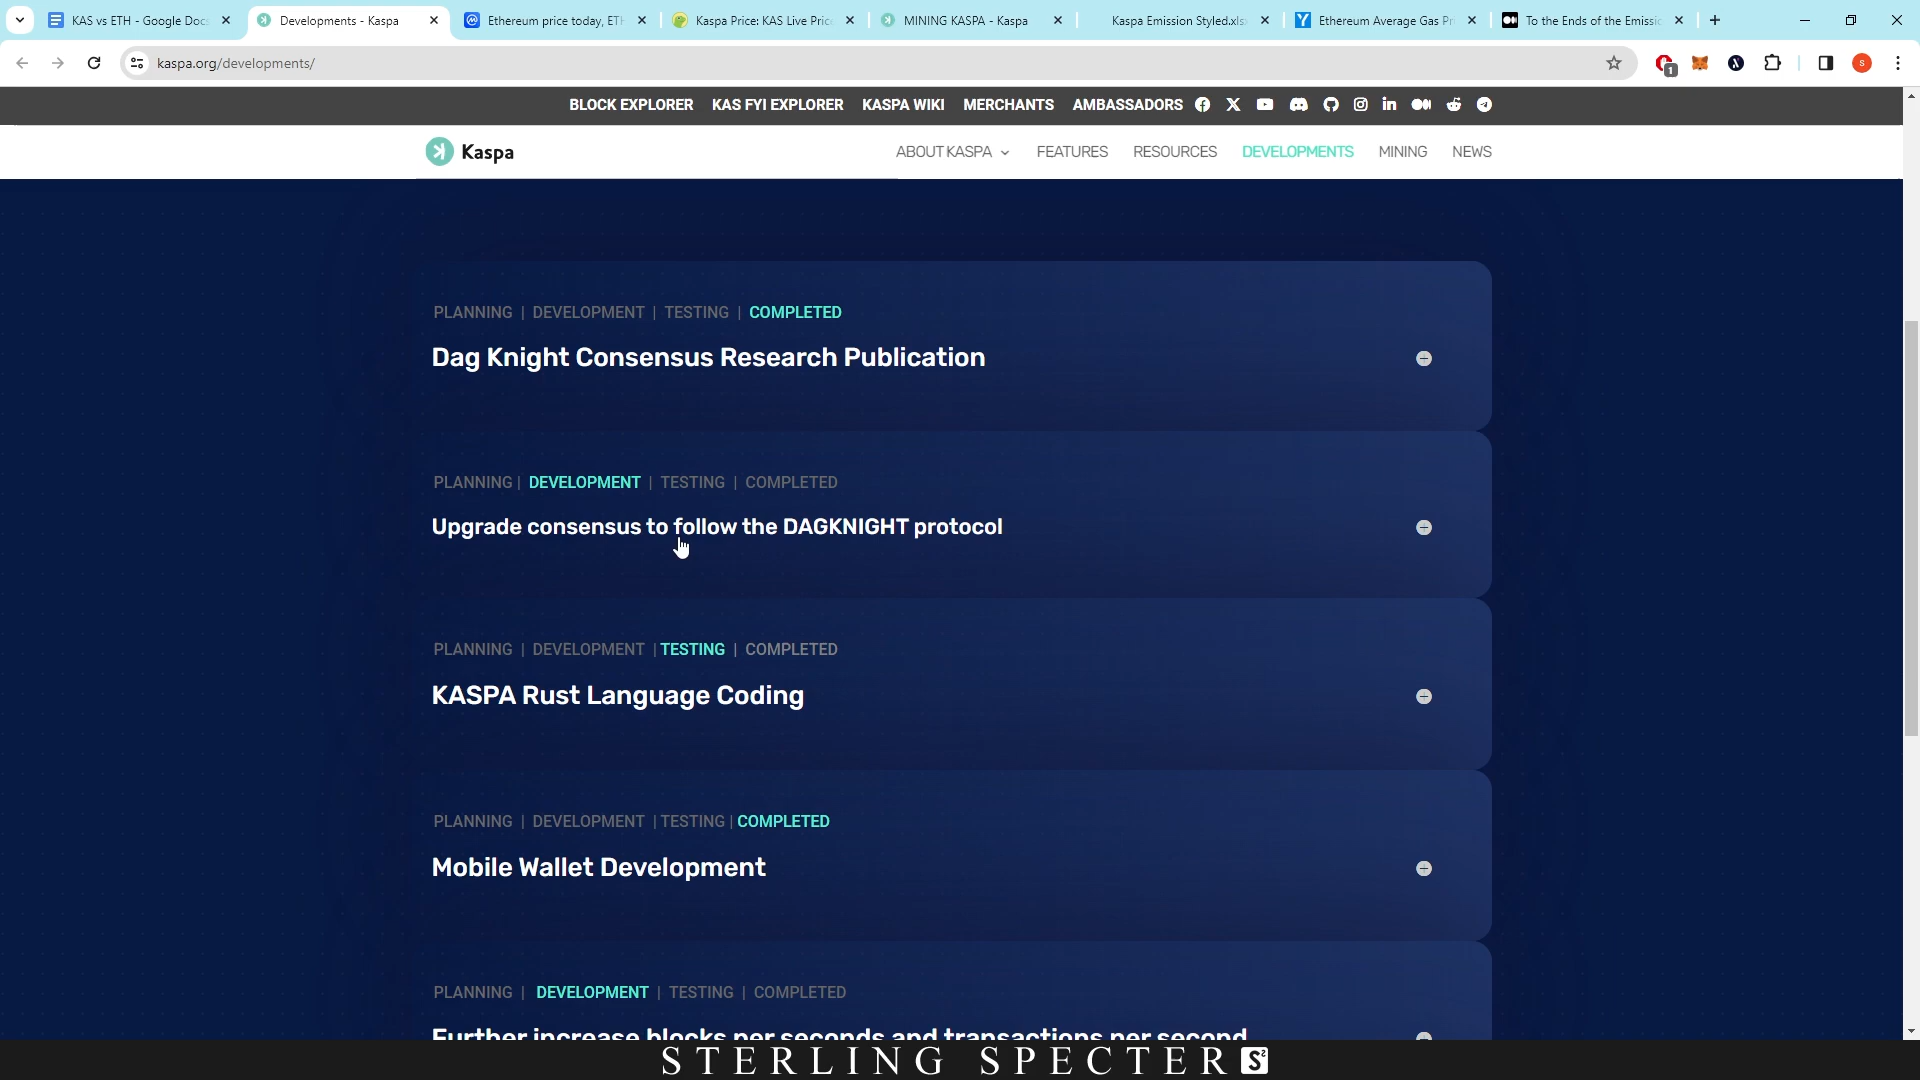 KAS vs ETH - Google Docs
Developments - Kaspa
Ethereum price today, ETH
Kaspa Price: KAS Live Price
MINING KASPA - Kaspa
Kaspa Emission Styled.xls
Ethereum Average Gas Pr
To the Ends of the Emissio
kaspa.org/developments/
1
S
BLOCK EXPLORER KAS FYI EXPLORER KASPA WIKI MERCHANTS AMBASSADORS
Kaspa
ABOUT KASPA FEATURES RESOURCES DEVELOPMENTS MINING NEWS
PLANNING | DEVELOPMENT | TESTING | COMPLETED
Dag Knight Consensus Research Publication
PLANNING | DEVELOPMENT | TESTING | COMPLETED
Upgrade consensus to follow the DAGKNIGHT protocol
PLANNING | DEVELOPMENT | TESTING | COMPLETED
KASPA Rust Language Coding
PLANNING | DEVELOPMENT | TESTING | COMPLETED
Mobile Wallet Development
PLANNING | DEVELOPMENT | TESTING | COMPLETED
Further increase blocks per seconds and transactions per second
STERLING SPECTER S²